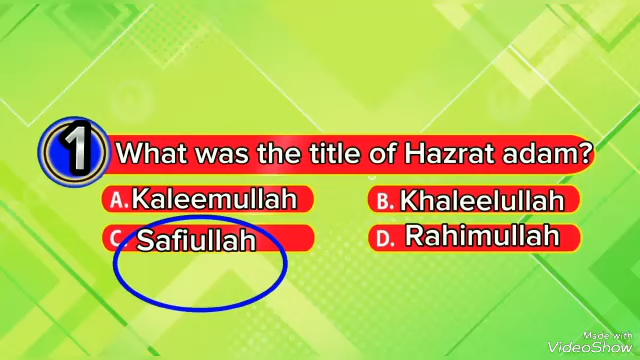 1 What was the title of Hazrat adam?
A. Kaleemullah
B. Khaleelullah
C. Safiullah
D. Rahimullah
Made with
VideoShow